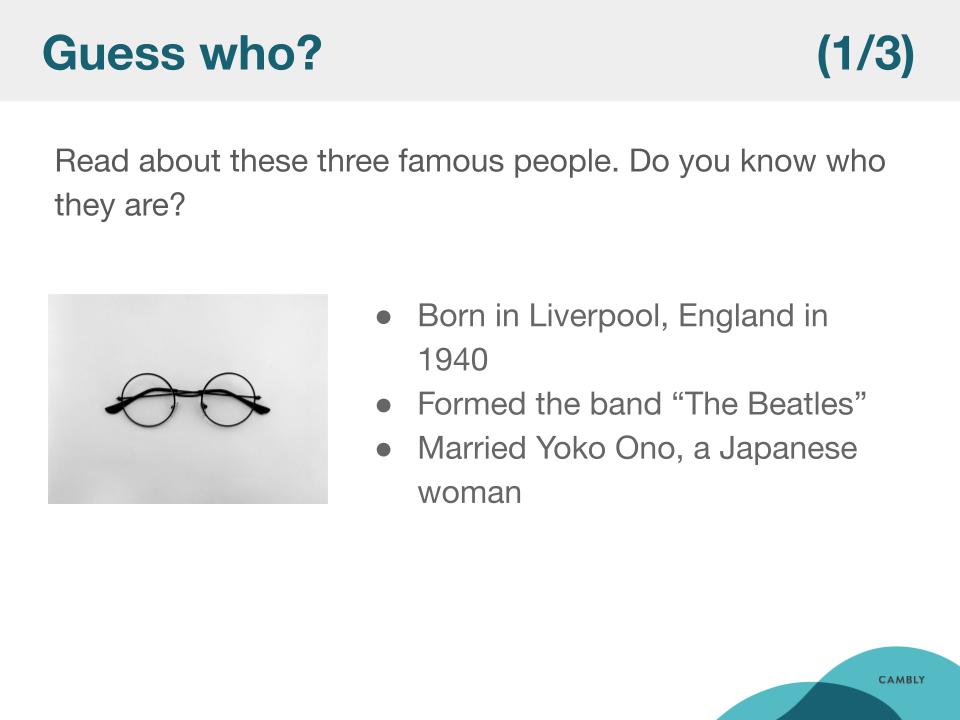 Guess who? (1/3)
Read about these three famous people. Do you know who
they are?
● Born in Liverpool, England in
1940
● Formed the band “The Beatles”
● Married Yoko Ono, a Japanese
woman
CAMBLY